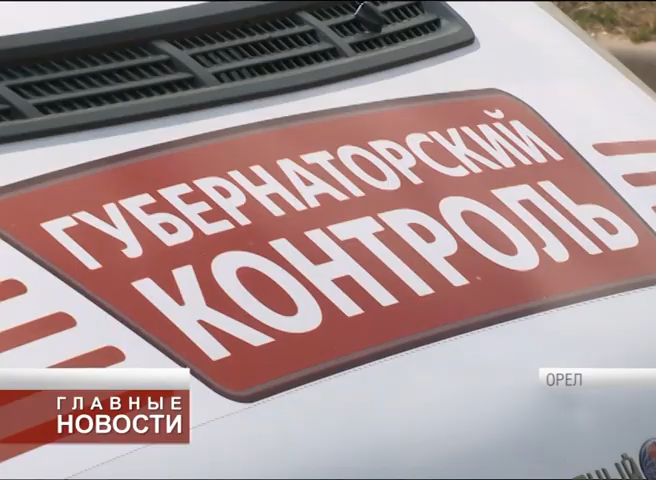 ГУБЕРНАТОРСКИЙ
КОНТРОЛЬ
ОРЕЛ
ГЛАВНЫЕ
НОВОСТИ